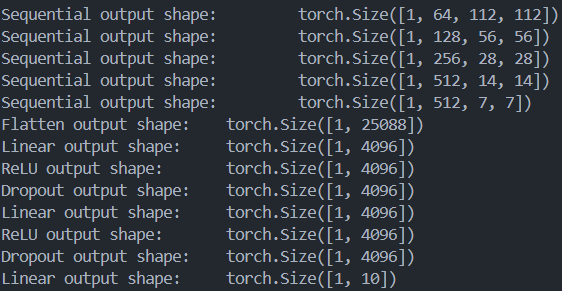 Sequential output shape: torch.Size([1, 64, 112, 112])
Sequential output shape: torch.Size([1, 128, 56, 56])
Sequential output shape: torch.Size([1, 256, 28, 28])
Sequential output shape: torch.Size([1, 512, 14, 14])
Sequential output shape: torch.Size([1, 512, 7, 7])
Flatten output shape: torch.Size([1, 25088])
Linear output shape: torch.Size([1, 4096])
ReLU output shape: torch.Size([1, 4096])
Dropout output shape: torch.Size([1, 4096])
Linear output shape: torch.Size([1, 4096])
ReLU output shape: torch.Size([1, 4096])
Dropout output shape: torch.Size([1, 4096])
Linear output shape: torch.Size([1, 10])